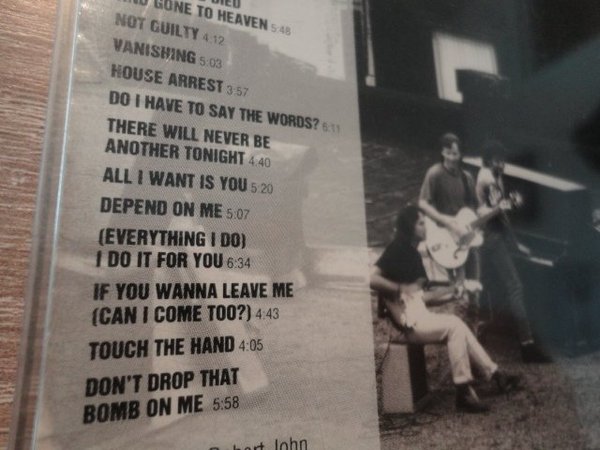 DIED
AND GONE TO HEAVEN 5:48
NOT GUILTY 4.12
VANISHING 5:03
HOUSE ARREST 3:57
DO I HAVE TO SAY THE WORDS? 6:11
THERE WILL NEVER BE
ANOTHER TONIGHT 4.40
ALL I WANT IS YOU 5:20
DEPEND ON ME 5:07
(EVERYTHING I DO)
I DO IT FOR YOU 6:34
IF YOU WANNA LEAVE ME
(CAN I COME TOO?) 4:43
TOUCH THE HAND 4:05
DON'T DROP THAT
BOMB ON ME 5:58
Robert John